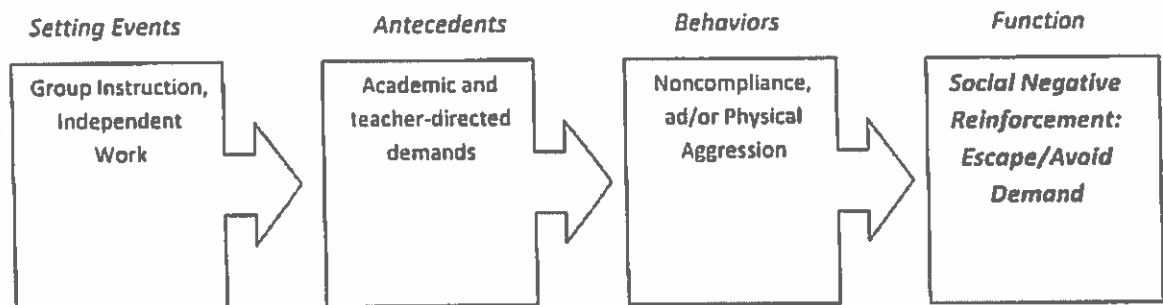 Setting Events
Antecedents
Behaviors
Function
Group Instruction,
Independent
Work
Academic and
teacher-directed
demands
Noncompliance,
ad/or Physical
Aggression
Social Negative
Reinforcement:
Escape/Avoid
Demand